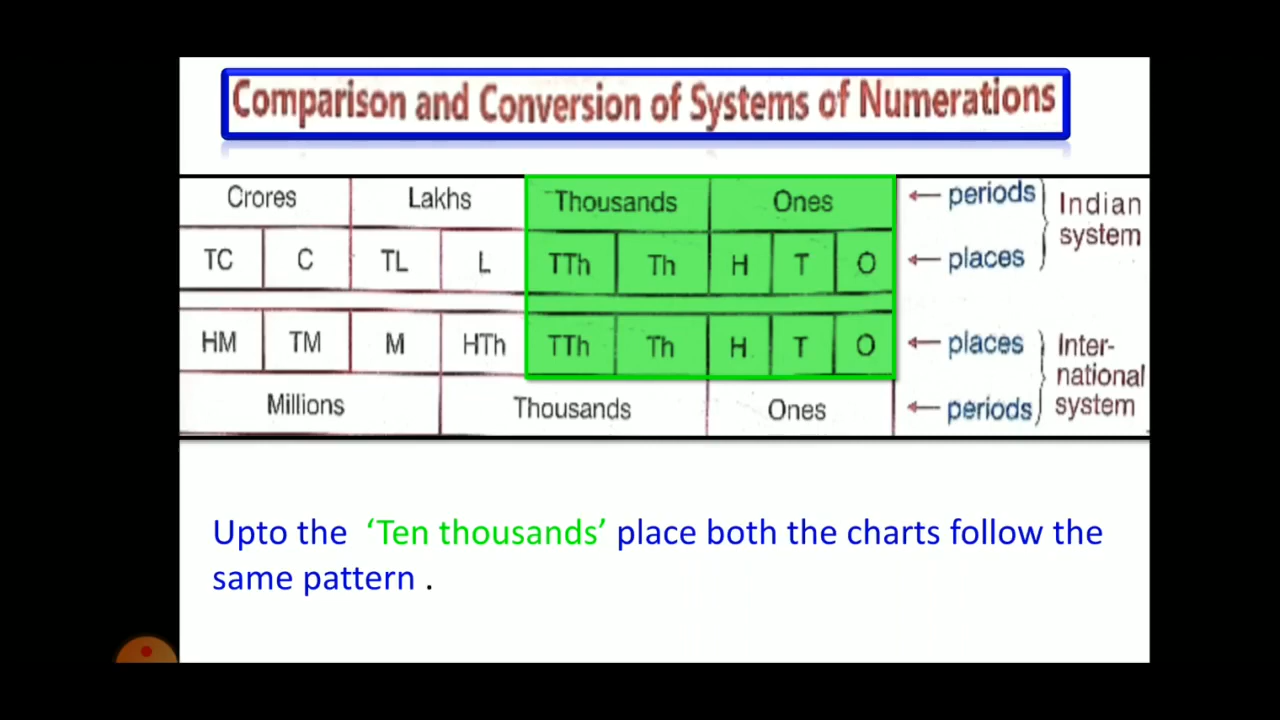 Comparison and Conversion of Systems of Numerations
Crores Lakhs Thousands Ones ← periods Indian
TC C TL L TTh Th H T O ← places system
HM TM M HTh TTh Th H T O ← places Inter-
national
Millions Thousands Ones ← periods system
Upto the ‘Ten thousands’ place both the charts follow the
same pattern .